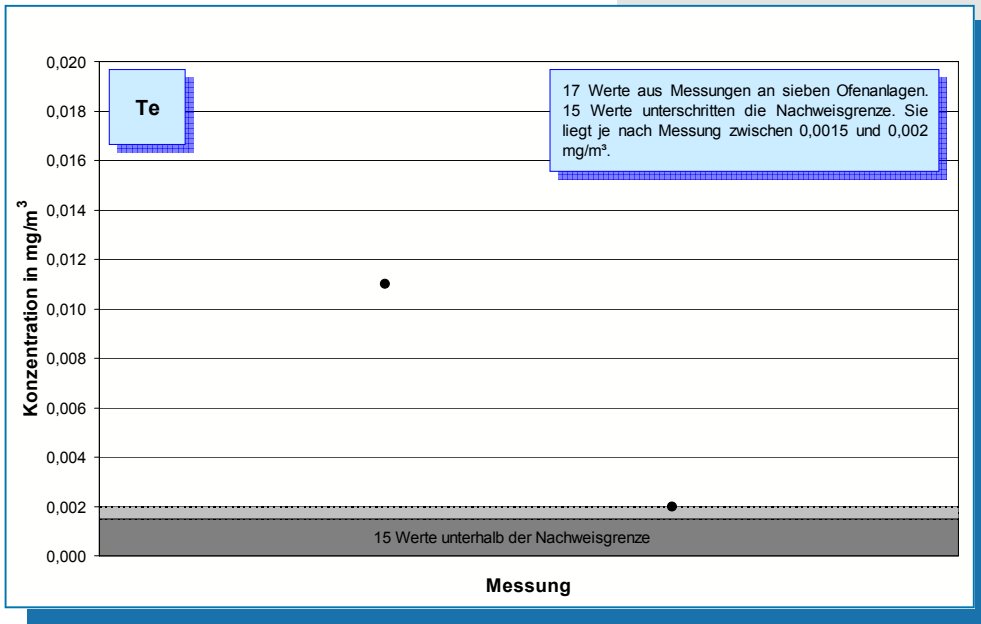 Te
17 Werte aus Messungen an sieben Ofenanlagen.
15 Werte unterschritten die Nachweisgrenze. Sie
liegt je nach Messung zwischen 0,0015 und 0,002
mg/m³.
Konzentration in mg/m³
0,020
0,018
0,016
0,014
0,012
0,010
0,008
0,006
0,004
0,002
0,000
15 Werte unterhalb der Nachweisgrenze
Messung